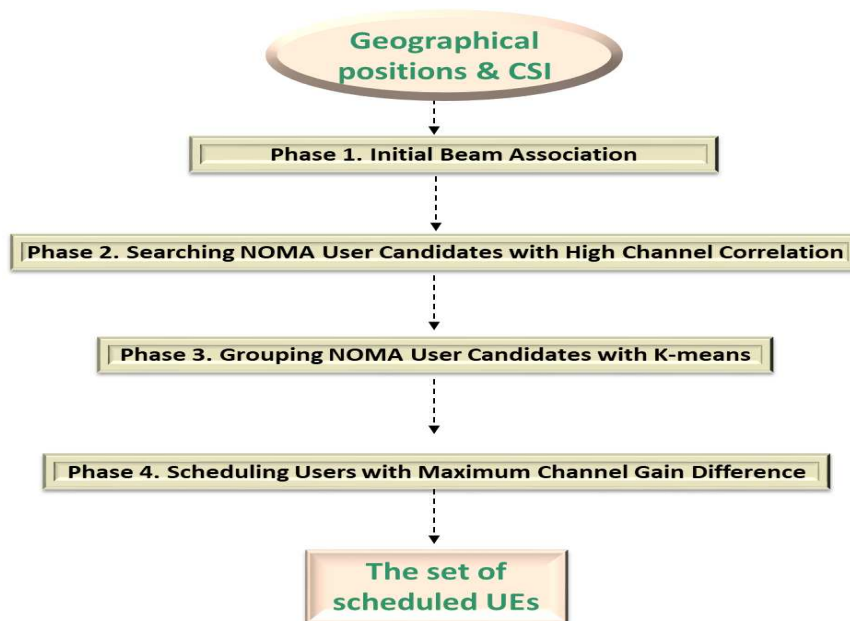 Geographical
positions & CSI
Phase 1. Initial Beam Association
Phase 2. Searching NOMA User Candidates with High Channel Correlation
Phase 3. Grouping NOMA User Candidates with K-means
Phase 4. Scheduling Users with Maximum Channel Gain Difference
The set of
scheduled UEs